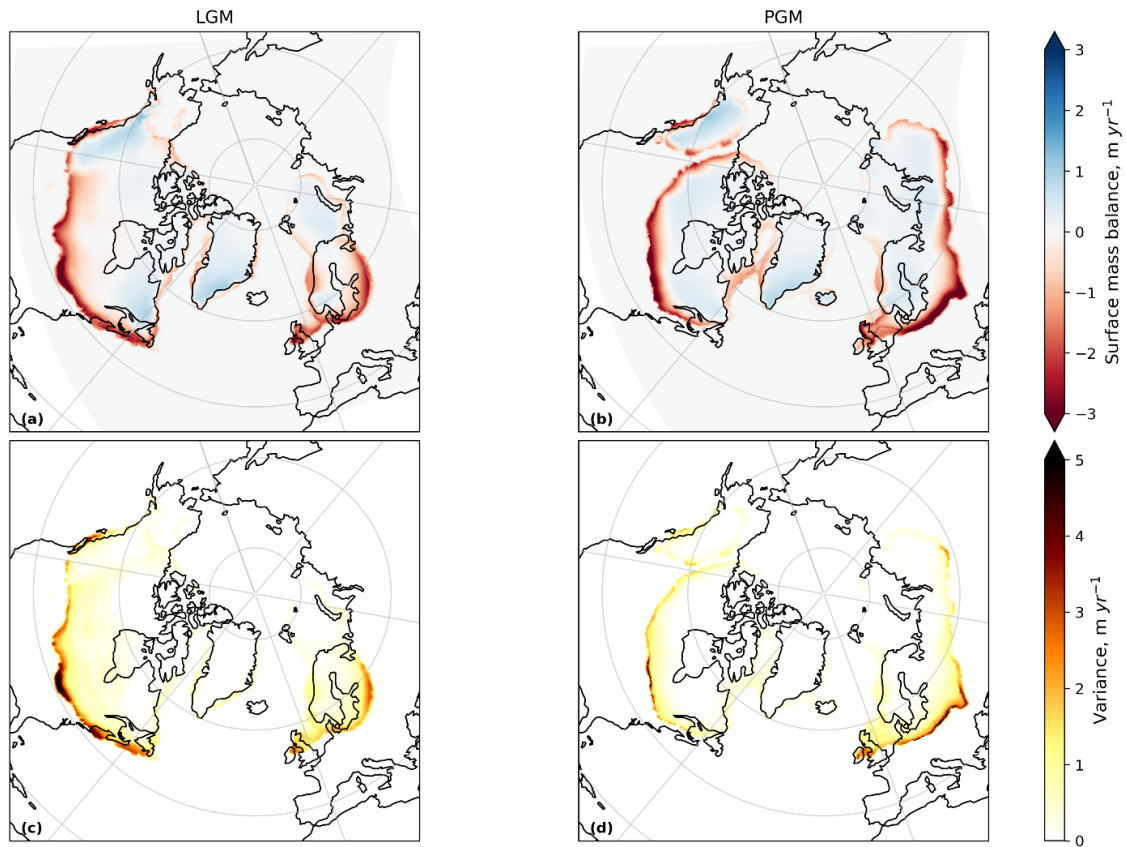 LGM
PGM
(a)
(b)
3
2
1
0
−1
−2
−3
Surface mass balance, m yr⁻¹
(c)
(d)
5
4
3
2
1
0
Variance, m yr⁻¹